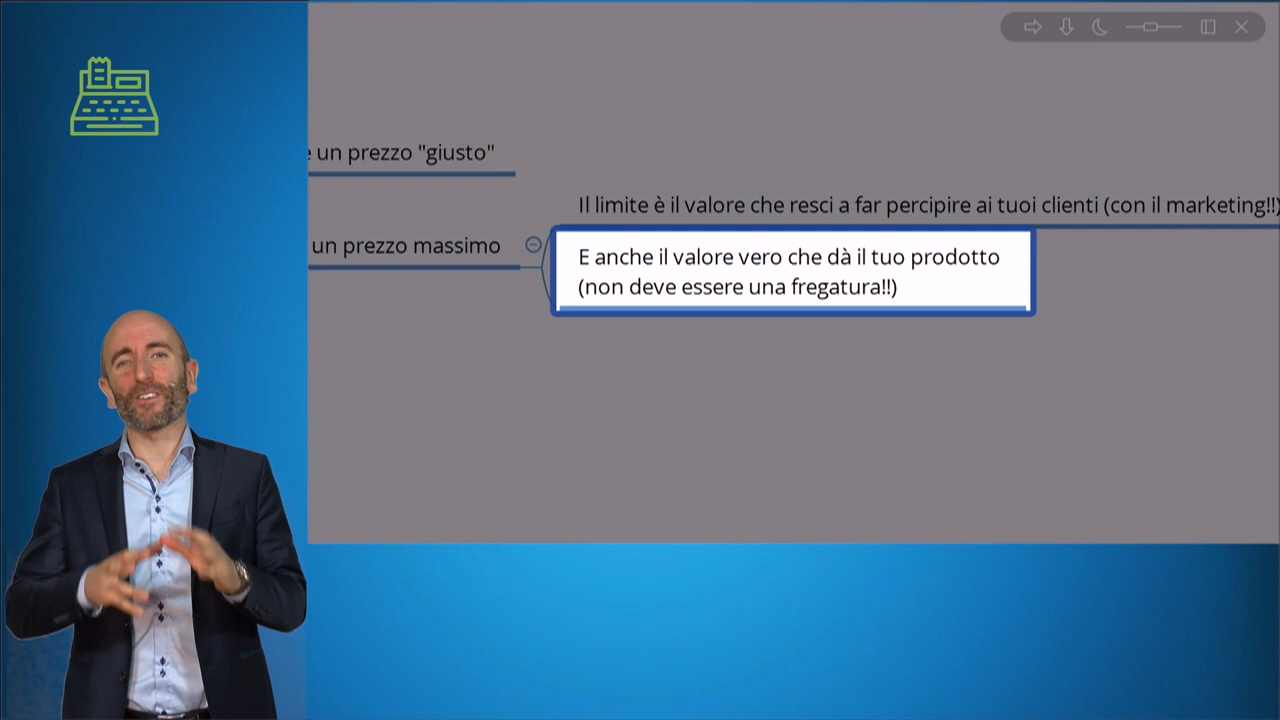 un prezzo "giusto"
Il limite è il valore che resci a far percipire ai tuoi clienti (con il marketing!!)
un prezzo massimo
E anche il valore vero che dà il tuo prodotto
(non deve essere una fregatura!!)